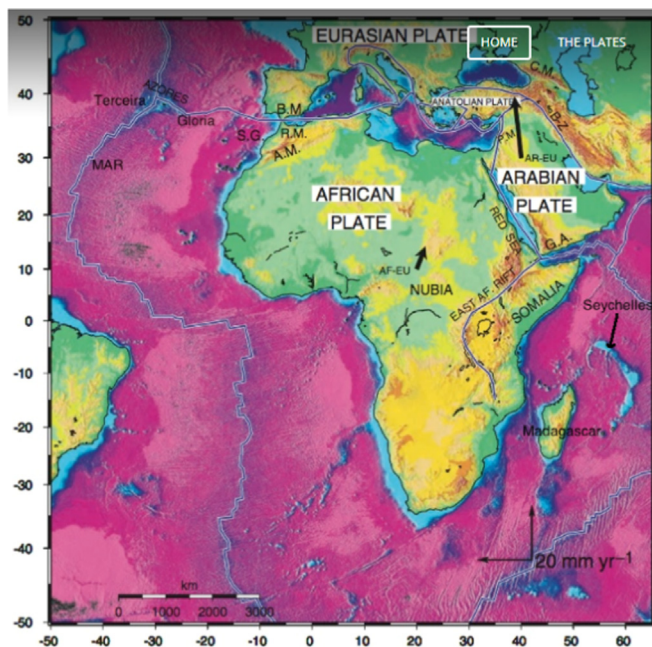 50
EURASIAN PLATE
HOME
THE PLATES
C.M.
40
AZORES
Terceira
Gloria
B.M.
ANATOLIAN PLATE
B-Z
S.G.
R.M.
P.M.
A.M.
30
MAR
AR-EU
AFRICAN
PLATE
ARABIAN
PLATE
20
RED SEA
G.A.
10
AF-EU
NUBIA
EAST AF. RIFT
SOMALIA
Seychelles
0
-10
-20
Madagascar
-30
-40
20 mm yr⁻¹
km
0 1000 2000 3000
-50
-50 -40 -30 -20 -10 0 10 20 30 40 50 60